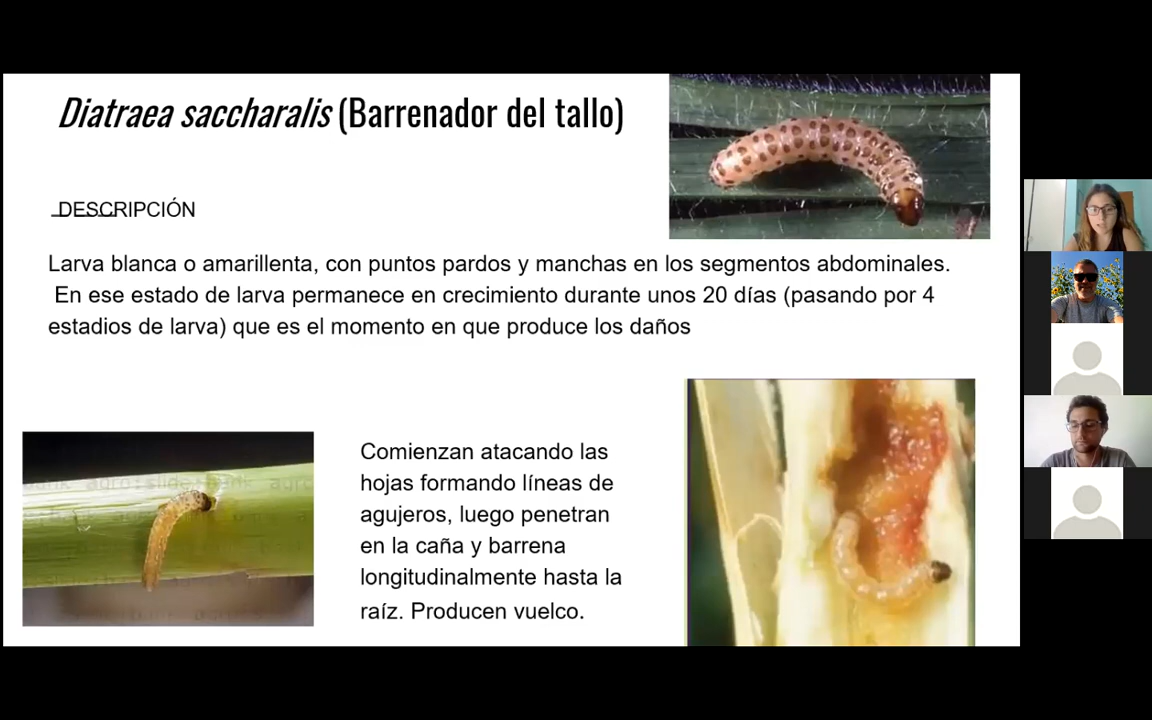 Diatraea saccharalis (Barrenador del tallo)
DESCRIPCIÓN
Larva blanca o amarillenta, con puntos pardos y manchas en los segmentos abdominales.
En ese estado de larva permanece en crecimiento durante unos 20 días (pasando por 4
estadios de larva) que es el momento en que produce los daños
Comienzan atacando las
hojas formando líneas de
agujeros, luego penetran
en la caña y barrena
longitudinalmente hasta la
raíz. Producen vuelco.